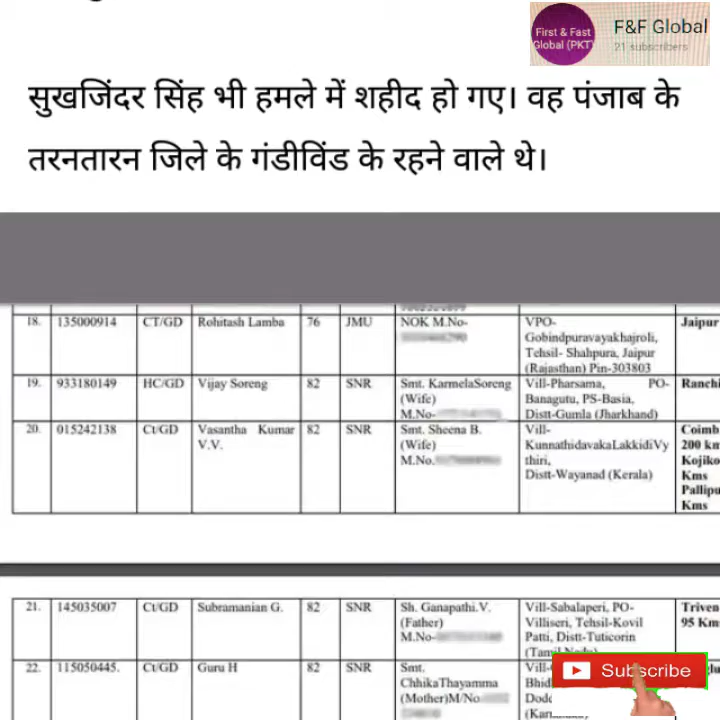 First & Fast
Global (PKT)
F&F Global
21 subscribers
सुखजिंदर सिंह भी हमले में शहीद हो गए। वह पंजाब के
तरनतारन जिले के गंडीविंड के रहने वाले थे।
18. 135000914 CT/GD Rohitash Lamba 76 JMU NOK M.No- VPO- Jaipur
Gobindpuravayakhajroli,
Tehsil- Shahpura, Jaipur
(Rajasthan) Pin-303803
19. 933180149 HC/GD Vijay Soreng 82 SNR Smt. KarmelaSoreng Vill-Pharsama, PO- Ranchi
(Wife) Banagutu, PS-Basia,
M.No- Distt-Gumla (Jharkhand)
20. 015242138 Ct/GD Vasantha Kumar 82 SNR Smt. Sheena B. Vill- Coimb
V.V. (Wife) KunnathidavakaLakkidiVy 200 km
M.No. thiri, Kojiko
Distt-Wayanad (Kerala) Kms
Pallipu
Kms
21. 145035007 Ct/GD Subramanian G. 82 SNR Sh. Ganapathi.V. Vill-Sabalaperi, PO- Triven
(Father) Villiseri, Tehsil-Kovil 95 Km
M.No- Patti, Distt-Tuticorin
22. 115050445. Ct/GD Guru H 82 SNR Smt. Vill-
ChhikaThayamma Bhid
(Mother)M/No Dodd
(Kar
Subscribe